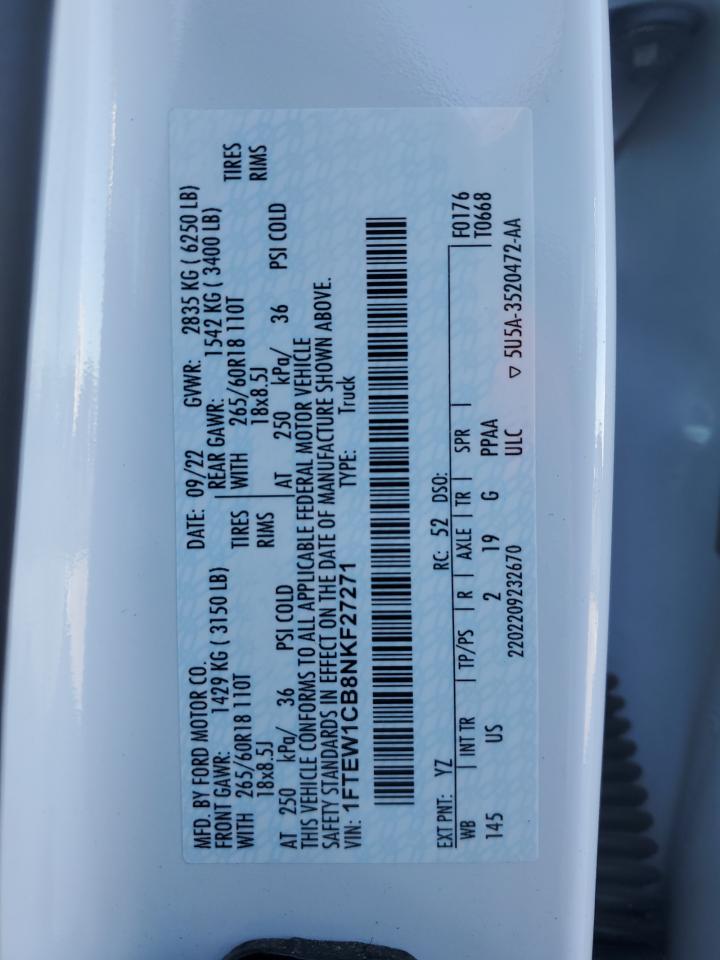 MFD. BY FORD MOTOR CO. DATE: 09/22 GVWR: 2835 KG ( 6250 LB)
FRONT GAWR: 1429 KG ( 3150 LB) REAR GAWR: 1542 KG ( 3400 LB)
WITH 265/60R18 110T TIRES WITH 265/60R18 110T TIRES
18x8.5J RIMS 18x8.5J RIMS
AT 250 kPa/ 36 PSI COLD AT 250 kPa/ 36 PSI COLD
THIS VEHICLE CONFORMS TO ALL APPLICABLE FEDERAL MOTOR VEHICLE
SAFETY STANDARDS IN EFFECT ON THE DATE OF MANUFACTURE SHOWN ABOVE.
VIN: 1FTEW1CB8NKF27271 TYPE: Truck
EXT PNT: YZ RC: 52 DSO: F0176
WB INT TR TP/PS R AXLE TR SPR T0668
145 US 2 19 G PPAA
2202209232670 ULC ▽ 5U5A-3520472-AA